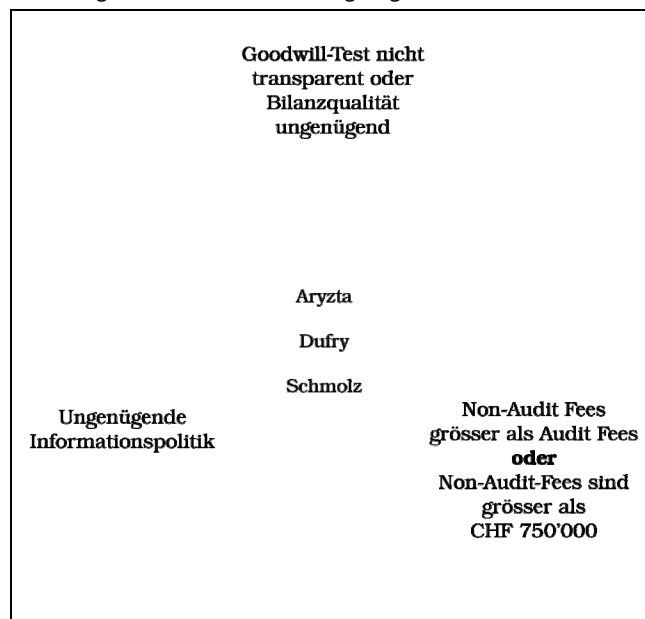 Goodwill-Test nicht
transparent oder
Bilanzqualität
ungenügend
Aryzta
Dufry
Schmolz
Ungenügende
Informationspolitik
Non-Audit Fees
grösser als Audit Fees
oder
Non-Audit-Fees sind
grösser als
CHF 750'000